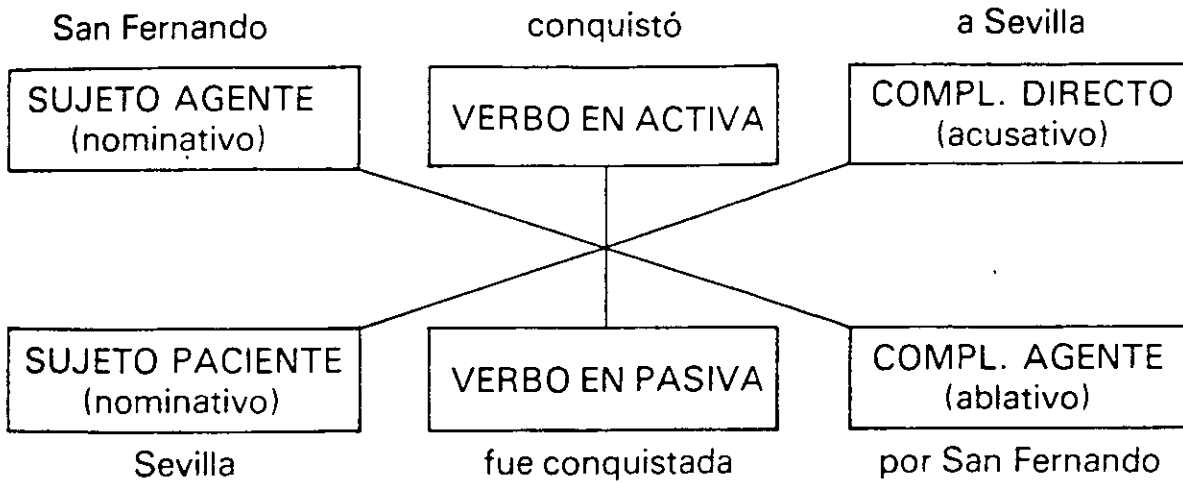 San Fernando conquistó a Sevilla
SUJETO AGENTE
(nominativo)
VERBO EN ACTIVA
COMPL. DIRECTO
(acusativo)
SUJETO PACIENTE
(nominativo)
VERBO EN PASIVA
COMPL. AGENTE
(ablativo)
Sevilla fue conquistada por San Fernando